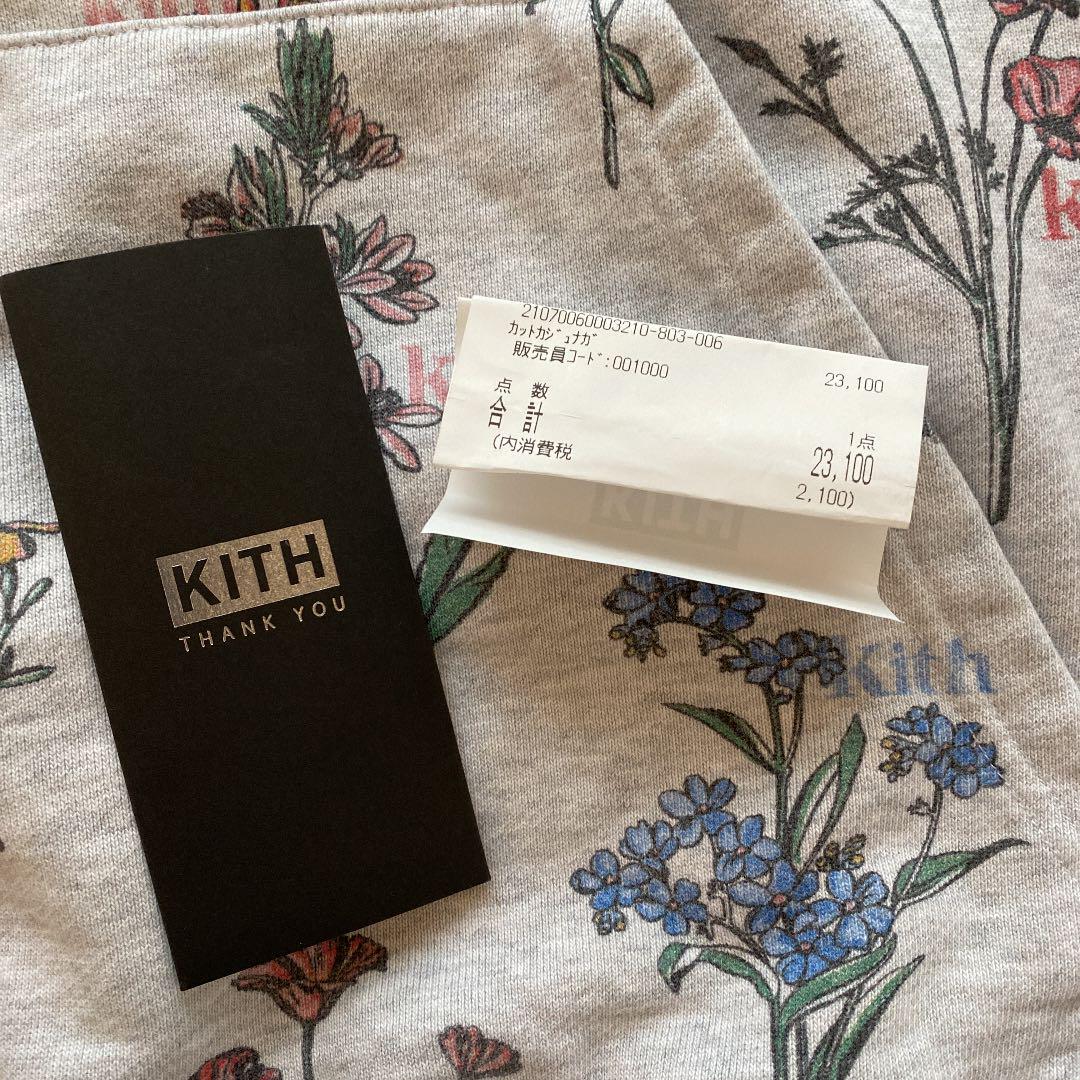 KITH
THANK YOU
21070060003210-803-006
カットカジュナガ
23,100
販売員コード:001000
点 数
1点
合 計
23,100
(内消費税
2,100)
KITH
Kith